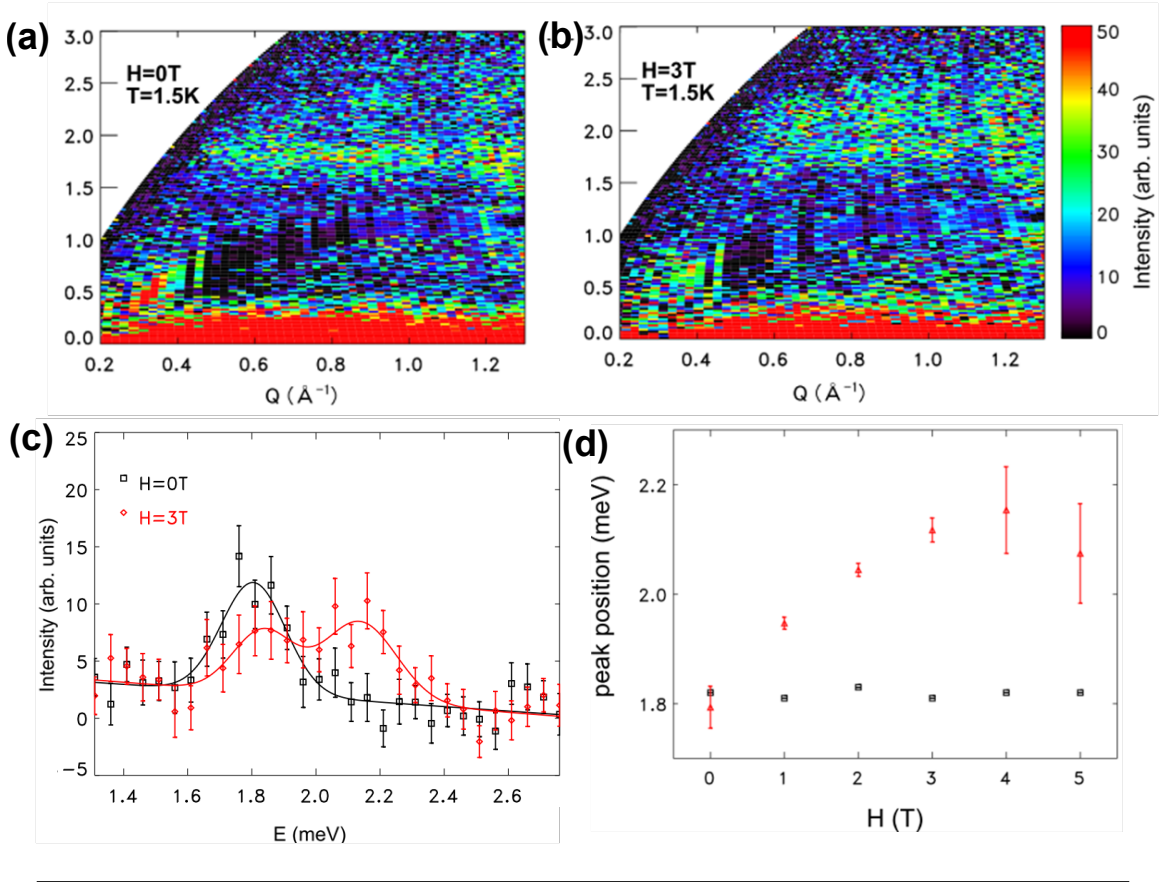 (a)
3.0
2.5
2.0
1.5
1.0
0.5
0.0
H=0T
T=1.5K
0.2 0.4 0.6 0.8 1.0 1.2
Q (Å⁻¹)
(b)
3.0
2.5
2.0
1.5
1.0
0.5
0.0
H=3T
T=1.5K
0.2 0.4 0.6 0.8 1.0 1.2
Q (Å⁻¹)
50
40
30
20
10
0
Intensity (arb. units)
(c)
25
20
15
10
5
0
−5
Intensity (arb. units)
H=0T
H=3T
1.4 1.6 1.8 2.0 2.2 2.4 2.6
E (meV)
(d)
peak position (meV)
2.2
2.0
1.8
0 1 2 3 4 5
H (T)